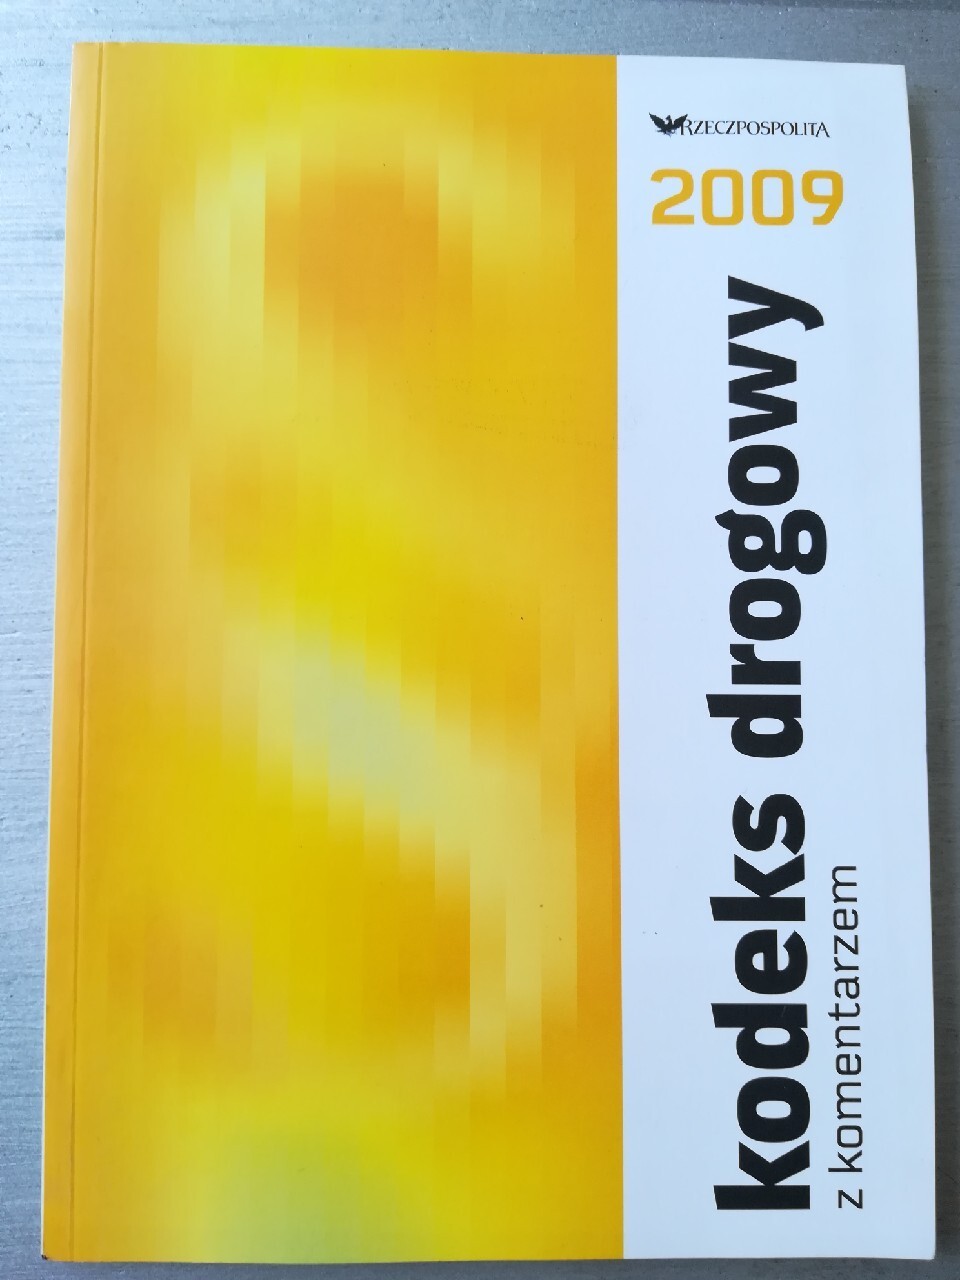 RZECZPOSPOLITA
2009
kodeks drogowy
z komentarzem